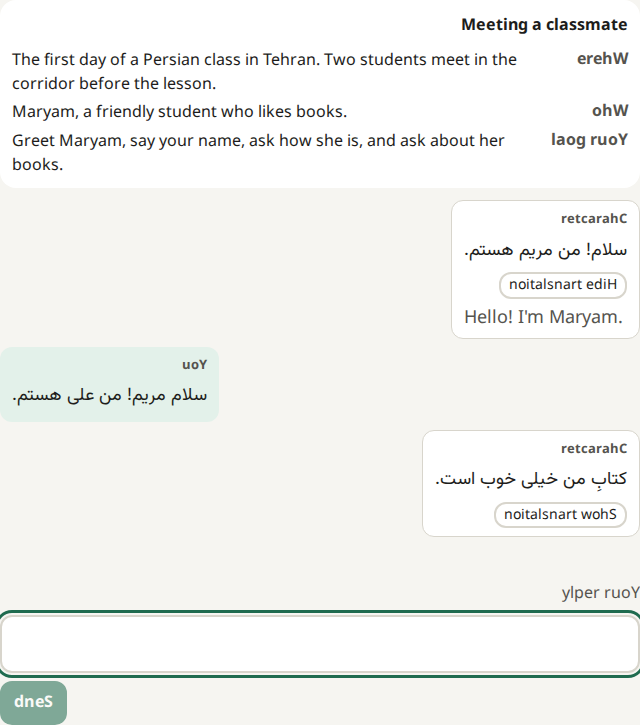 Meeting a classmate
erehW
The first day of a Persian class in Tehran. Two students meet in the
corridor before the lesson.
ohW
Maryam, a friendly student who likes books.
laog ruoY
Greet Maryam, say your name, ask how she is, and ask about her
books.
retcarahC
سلام! من مریم هستم.
noitalsnart ediH
Hello! I'm Maryam.
uoY
سلام مریم! من علی هستم.
retcarahC
کتابِ من خیلی خوب است.
noitalsnart wohS
ylper ruoY
dneS